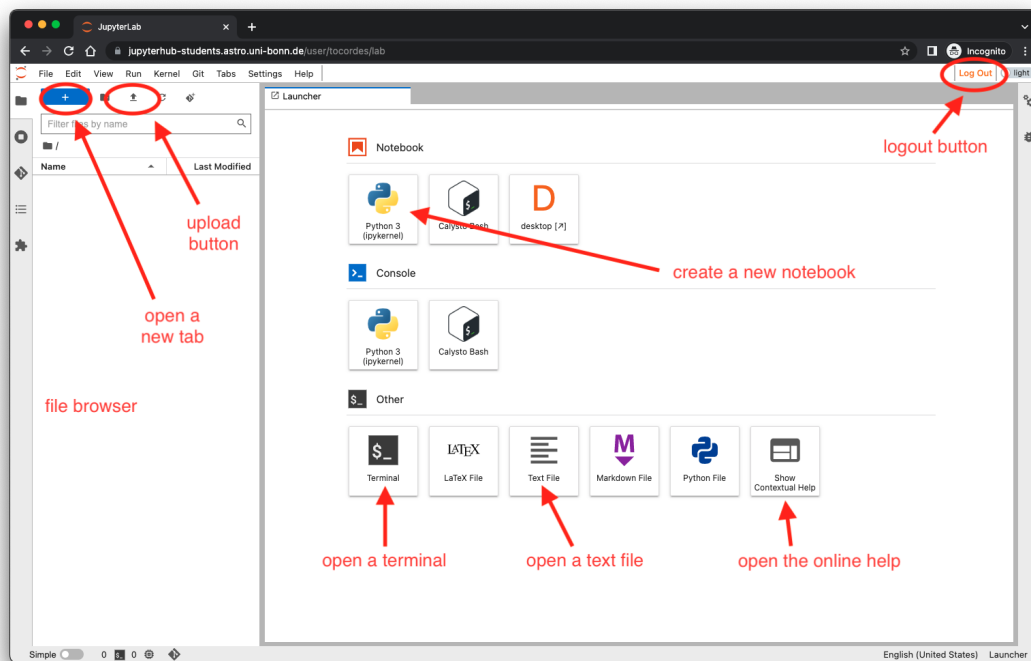 JupyterLab
jupyterhub-students.astro.uni-bonn.de/user/tocordes/lab
Incognito
File Edit View Run Kernel Git Tabs Settings Help
Log Out
light
+
Launcher
Filter files by name
/
Name
Last Modified
logout button
Notebook
upload
button
Python 3
(ipykernel)
$_
Calysto Bash
D
desktop [↗]
create a new notebook
Console
open a
new tab
Python 3
(ipykernel)
$_
Calysto Bash
file browser
$_ Other
$_
Terminal
LATEX
LaTeX File
Text File
M
Markdown File
Python File
Show
Contextual Help
open a terminal
open a text file
open the online help
Simple
0
$_
0
English (United States)
Launcher